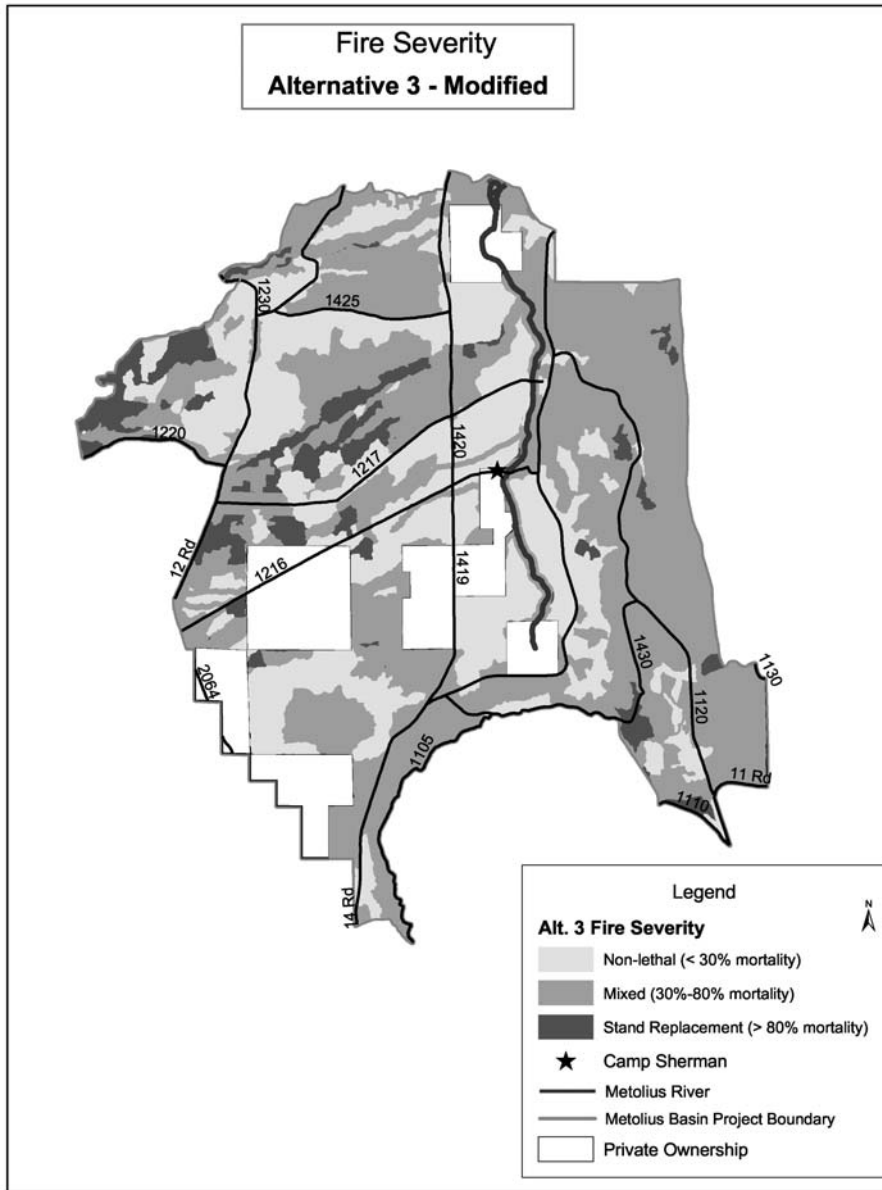 Fire Severity
Alternative 3 - Modified
1230
1425
1220
1217
1420
12 Rd
1216
1419
2064
1430
1120
1130
1105
11 Rd
1110
14 Rd
Legend
N
Alt. 3 Fire Severity
Non-lethal (< 30% mortality)
Mixed (30%-80% mortality)
Stand Replacement (> 80% mortality)
Camp Sherman
Metolius River
Metolius Basin Project Boundary
Private Ownership